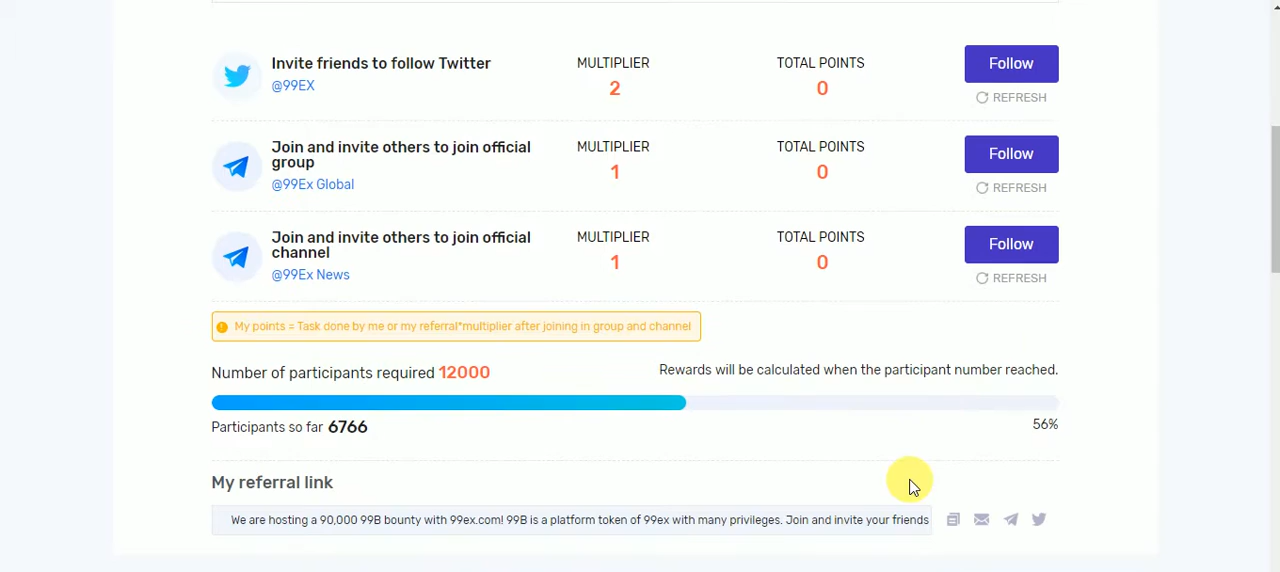 Invite friends to follow Twitter MULTIPLIER TOTAL POINTS Follow
@99EX 2 0 REFRESH
Join and invite others to join official MULTIPLIER TOTAL POINTS Follow
group 1 0
@99Ex Global REFRESH
Join and invite others to join official MULTIPLIER TOTAL POINTS Follow
channel 1 0
@99Ex News REFRESH
My points = Task done by me or my referral*multiplier after joining in group and channel
Number of participants required 12000 Rewards will be calculated when the participant number reached.
Participants so far 6766 56%
My referral link
We are hosting a 90,000 99B bounty with 99ex.com! 99B is a platform token of 99ex with many privileges. Join and invite your friends